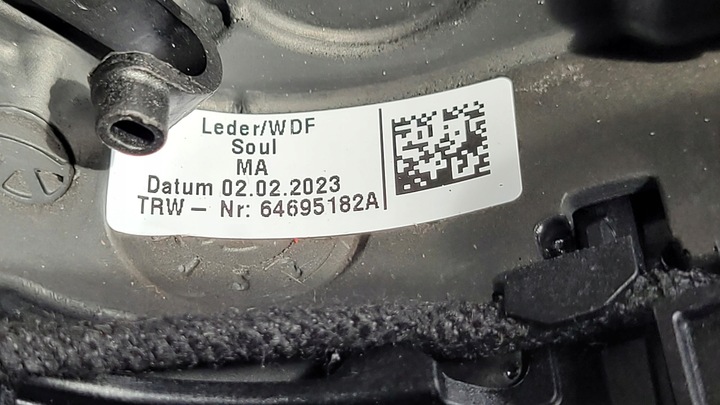 Leder/WDF
Soul
MA
Datum 02.02.2023
TRW – Nr: 64695182A